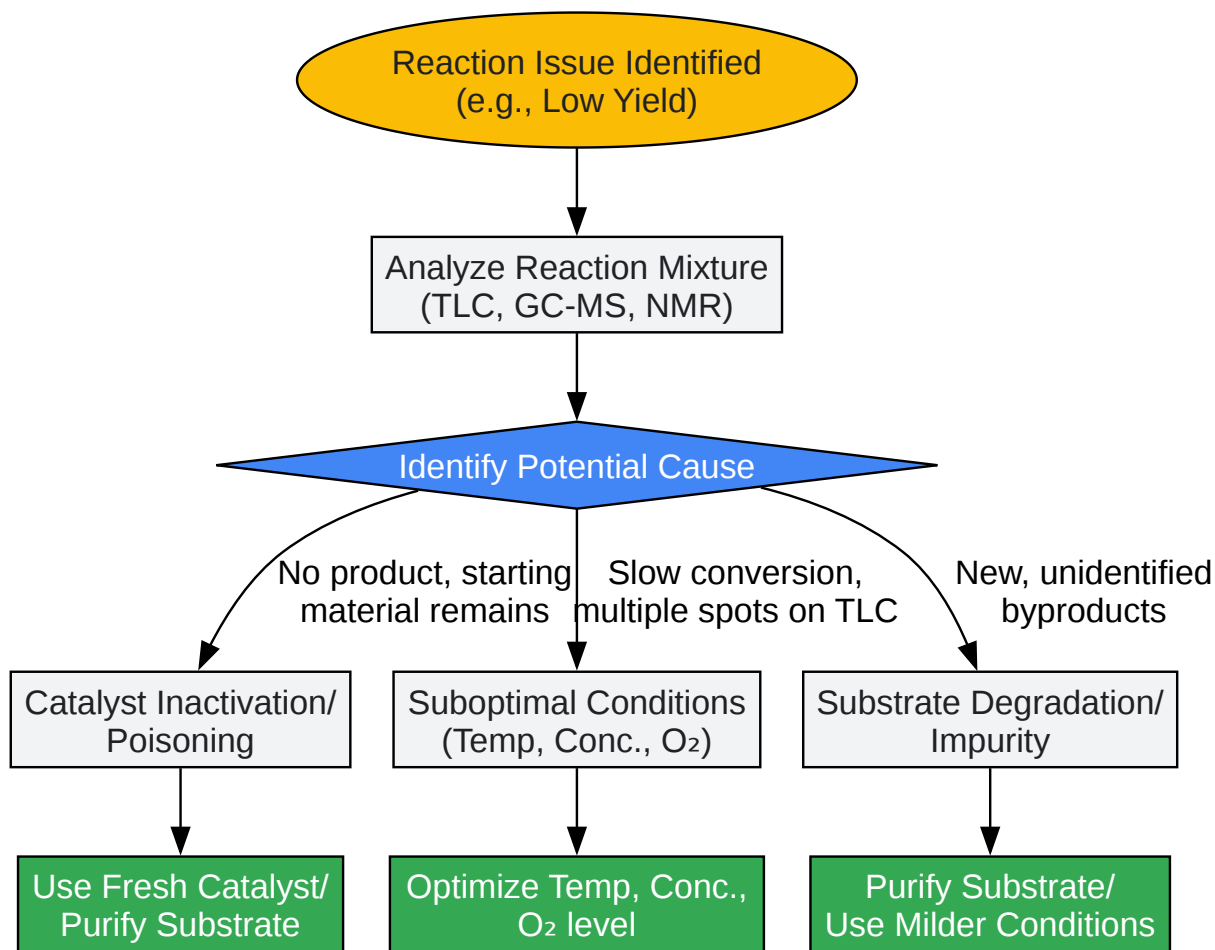 Reaction Issue Identified
(e.g., Low Yield)
Analyze Reaction Mixture
(TLC, GC-MS, NMR)
Identify Potential Cause
No product, starting
material remains
Slow conversion,
multiple spots on TLC
New, unidentified
byproducts
Catalyst Inactivation/
Poisoning
Suboptimal Conditions
(Temp, Conc., O₂)
Substrate Degradation/
Impurity
Use Fresh Catalyst/
Purify Substrate
Optimize Temp, Conc.,
O₂ level
Purify Substrate/
Use Milder Conditions